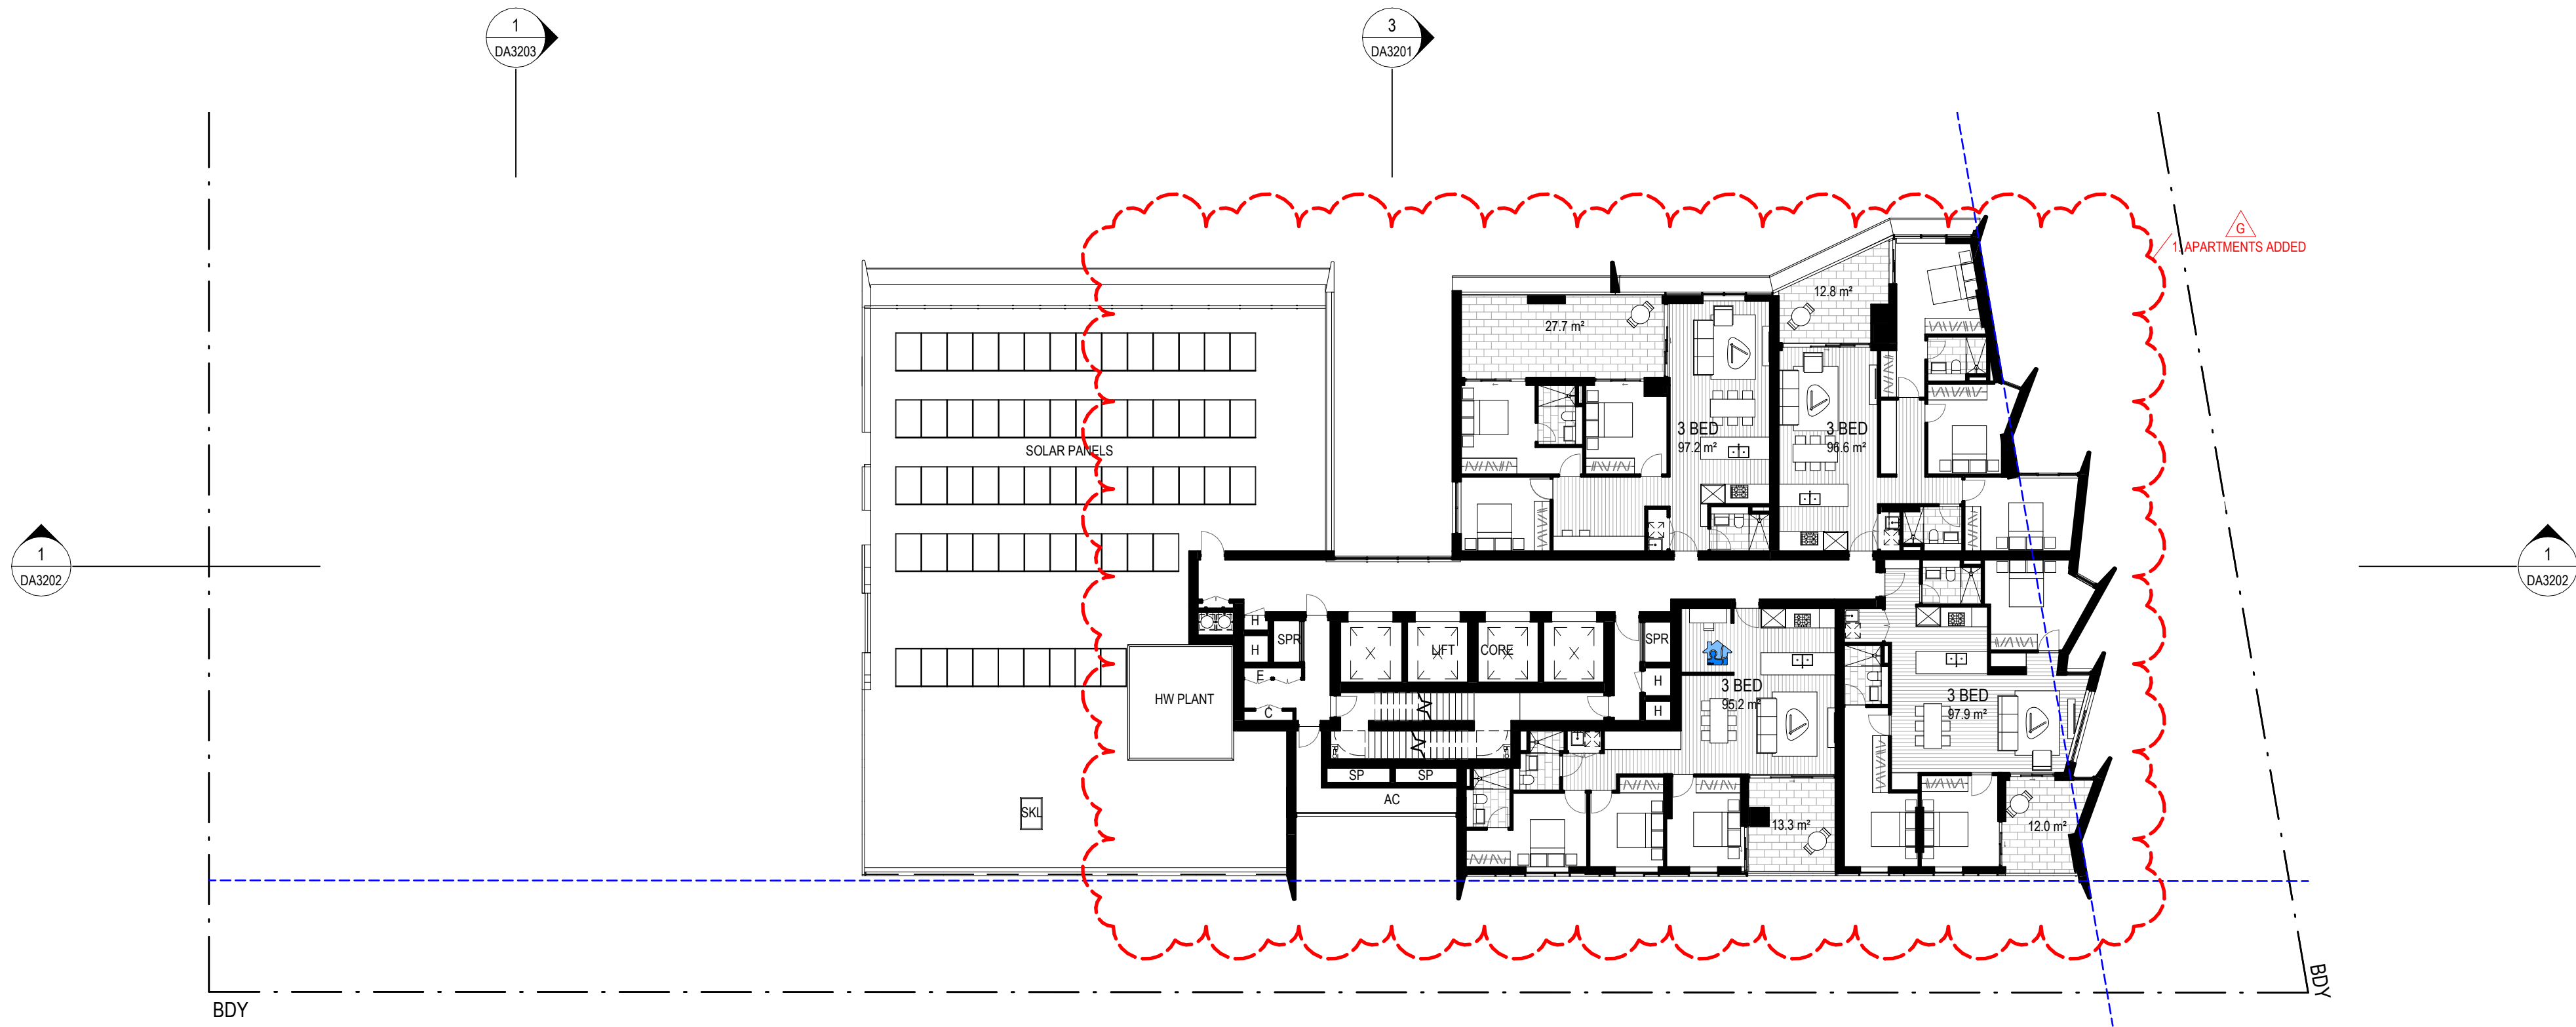 1
DA3203
3
DA3201
G
1. APARTMENTS ADDED
12.8 m²
27.7 m²
3 BED
97.2 m²
3 BED
96.6 m²
SOLAR PANELS
1
DA3202
1
DA3202
H
SPR
H
LIFT CORE
SPR
E
H
C
H
HW PLANT
3 BED
95.2 m²
3 BED
97.9 m²
SP
SP
AC
SKL
13.3 m²
12.0 m²
BDY
BDY